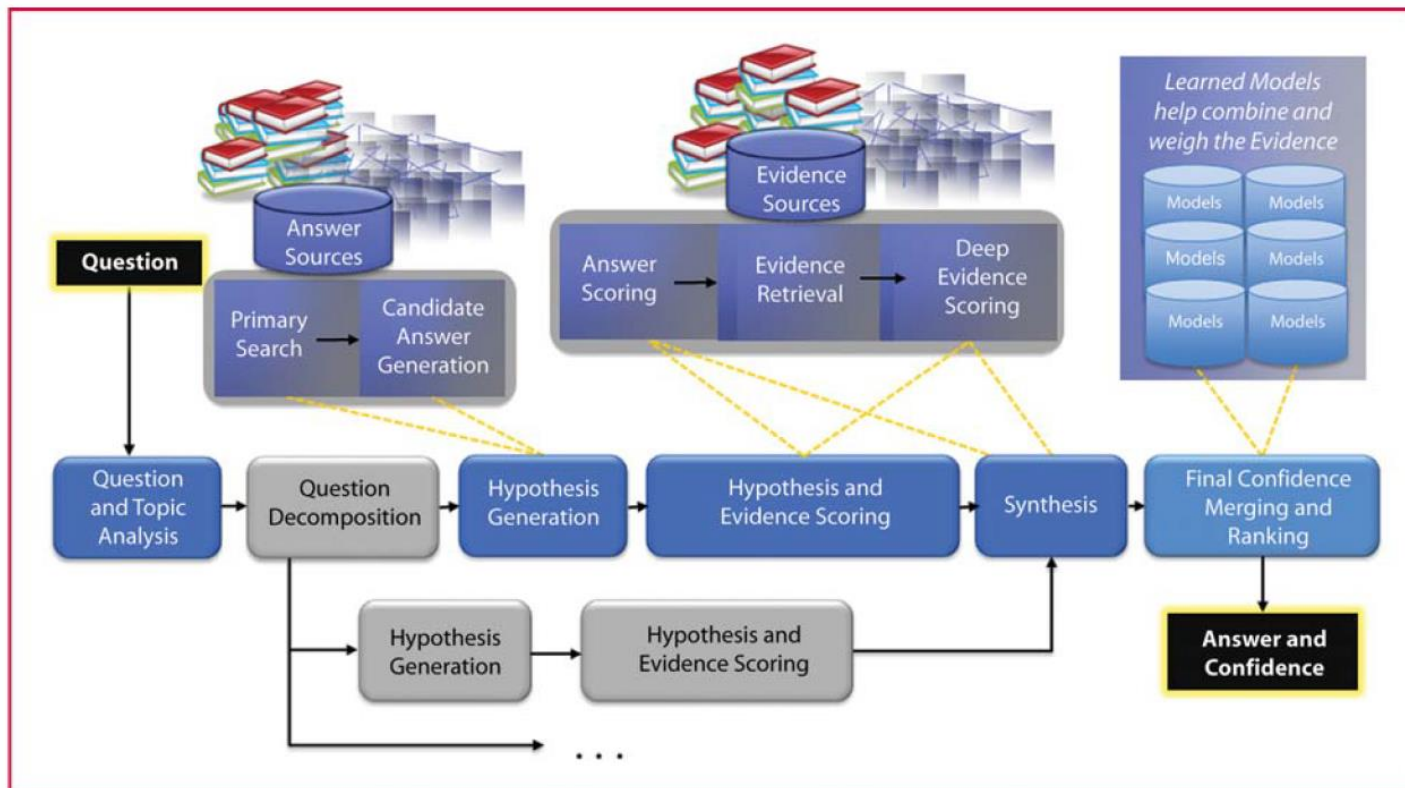 Learned Models
help combine and
weigh the Evidence
Models
Models
Models
Models
Models
Models
Evidence
Sources
Answer
Sources
Question
Primary
Search
Candidate
Answer
Generation
Answer
Scoring
Evidence
Retrieval
Deep
Evidence
Scoring
Question
and Topic
Analysis
Question
Decomposition
Hypothesis
Generation
Hypothesis and
Evidence Scoring
Synthesis
Final Confidence
Merging and
Ranking
Hypothesis
Generation
Hypothesis and
Evidence Scoring
Answer and
Confidence
. . .